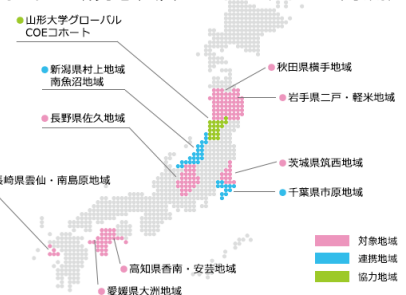 山形大学グローバル
COEコホート
新潟県村上地域
南魚沼地域
長野県佐久地域
崎県雲仙・南島原地域
秋田県横手地域
岩手県二戸・軽米地域
茨城県筑西地域
千葉県市原地域
高知県香南・安芸地域
愛媛県大洲地域
対象地域
連携地域
協力地域